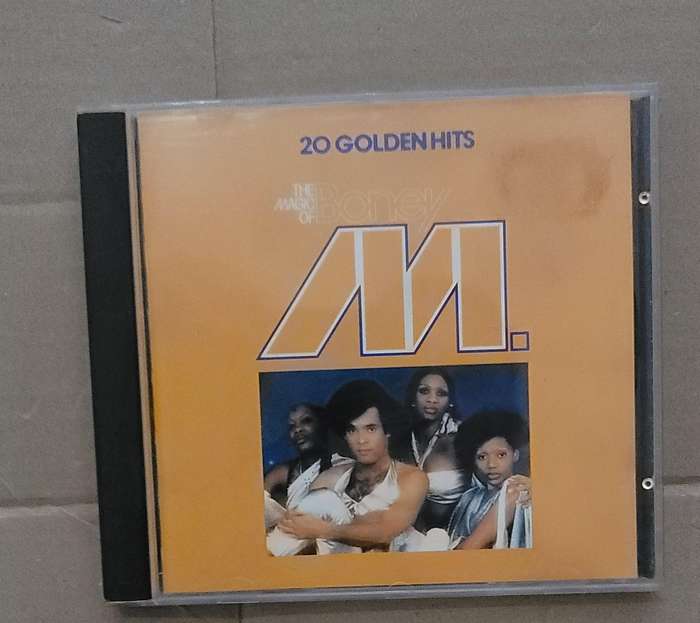 20 GOLDEN HITS
THE
MAGIC
OF
Boney
M.